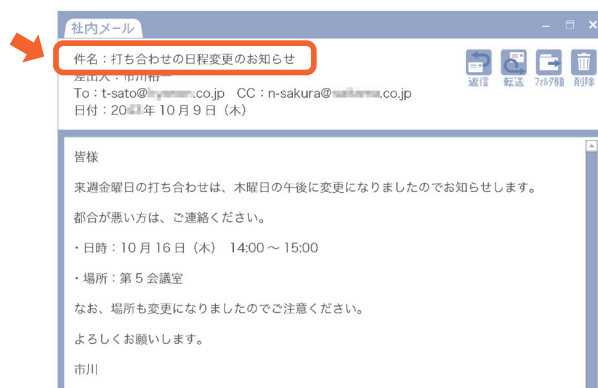 社内メール
件名：打ち合わせの日程変更のお知らせ
差出人：市川裕一
To：t-sato@ .co.jp CC：n-sakura@ .co.jp
日付：20 年10月9日（木）
返信 転送 フォルダ移動 削除
皆様
来週金曜日の打ち合わせは、木曜日の午後に変更になりましたのでお知らせします。
都合が悪い方は、ご連絡ください。
・日時：10月16日（木） 14:00～15:00
・場所：第5会議室
なお、場所も変更になりましたのでご注意ください。
よろしくお願いします。
市川